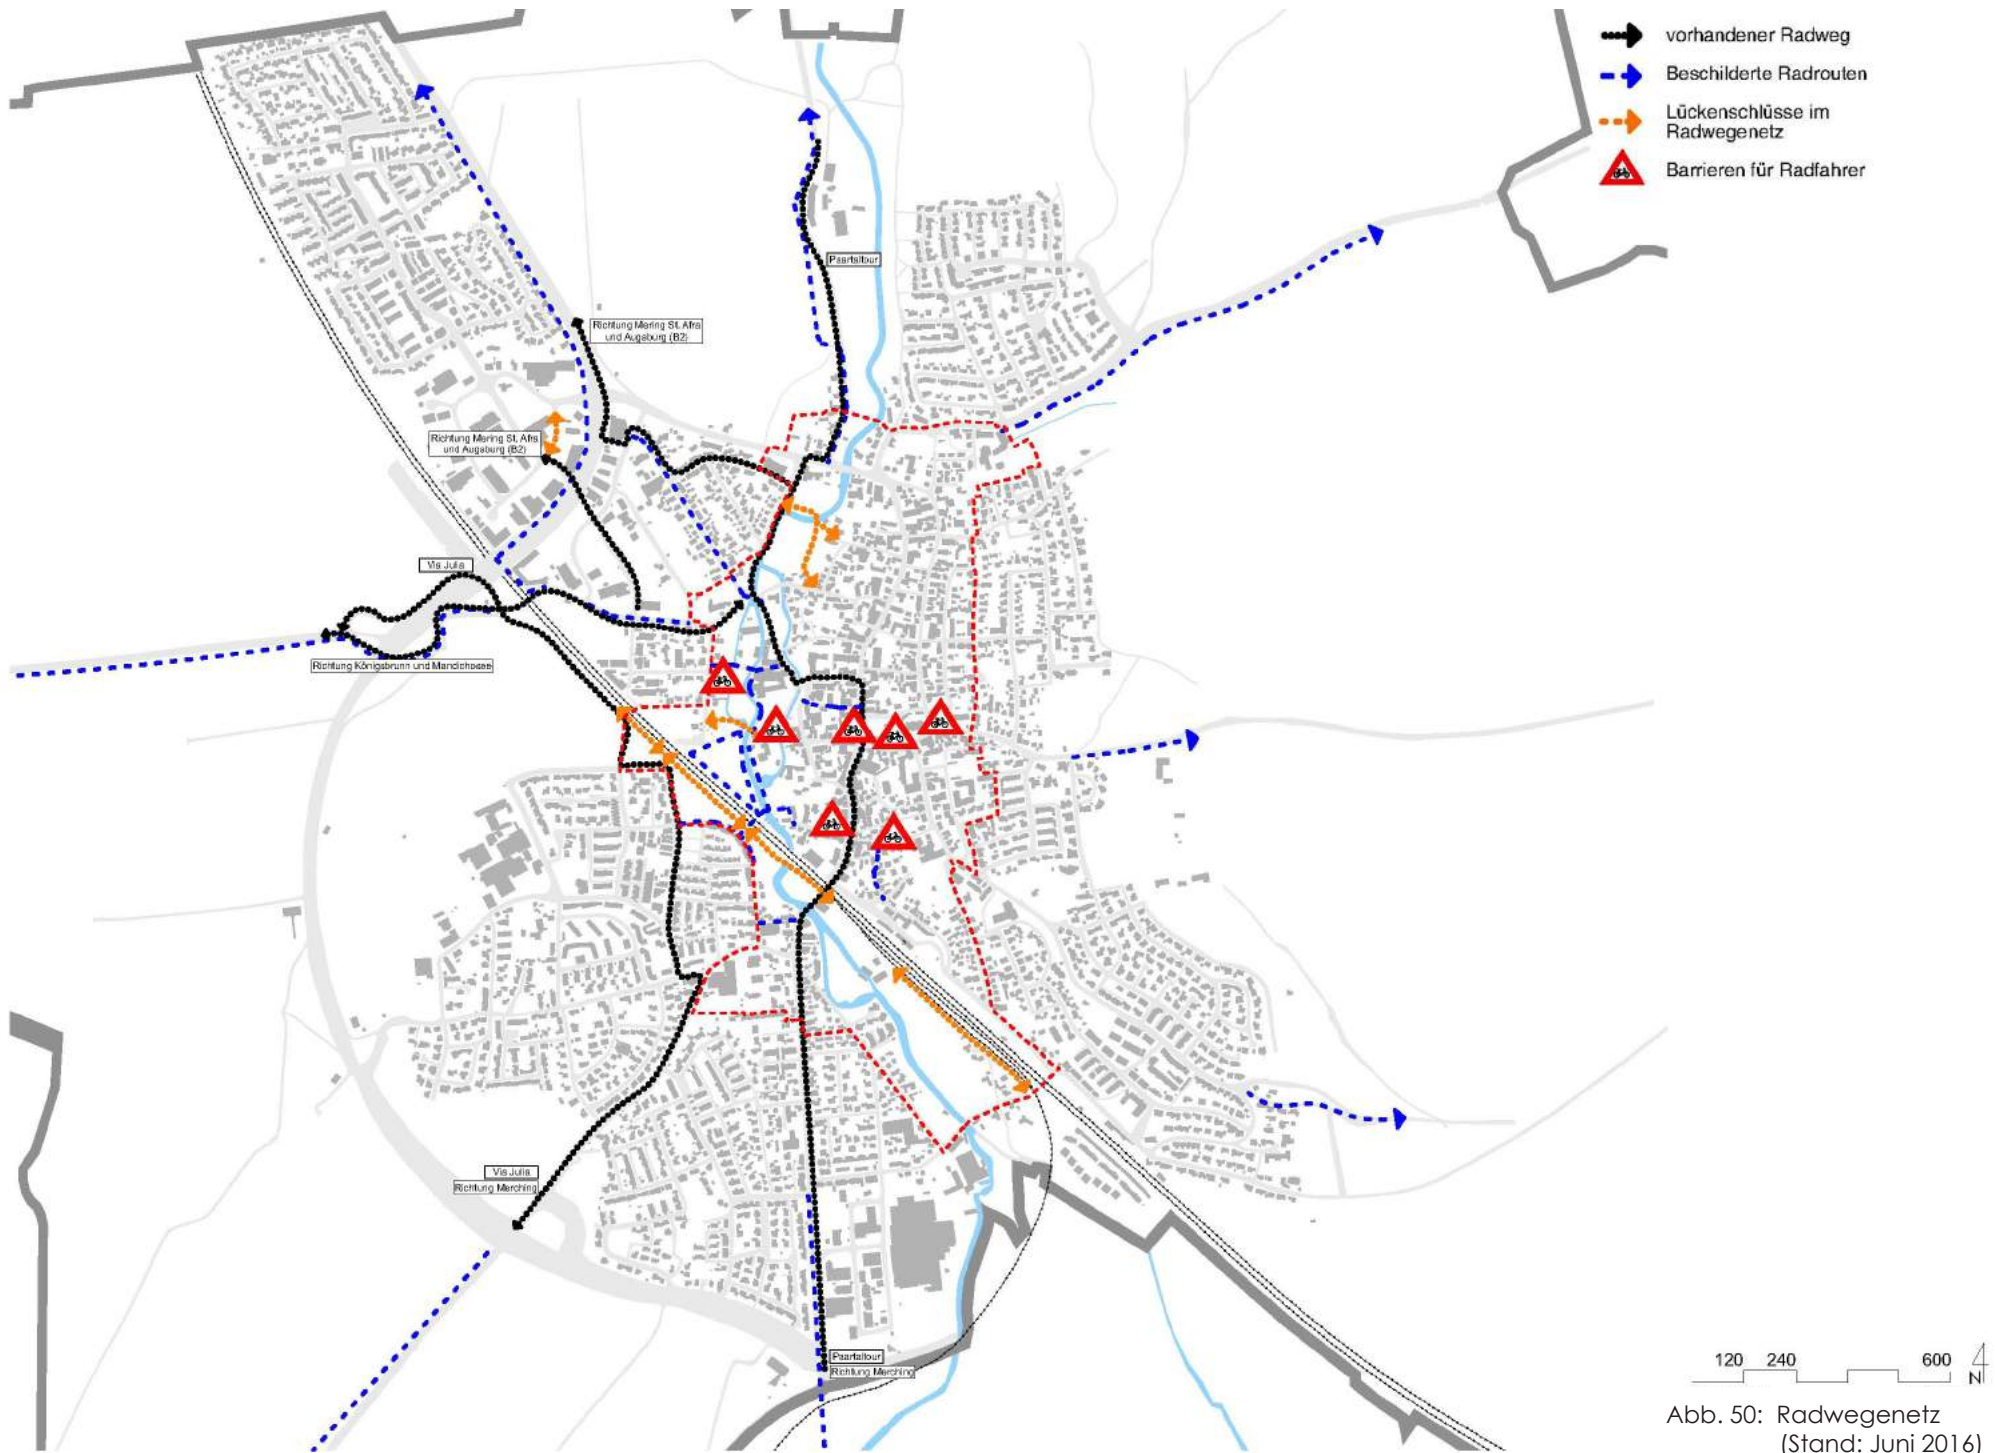 vorhandener Radweg
Beschilderte Radrouten
Lückenschlüsse im
Radwegenetz
Barrieren für Radfahrer
Paartaltour
Richtung Mering St. Afra
und Augsburg (B2)
Richtung Mering St. Afra
und Augsburg (B2)
Via Julia
Richtung Königsbrunn und Mandichosee
Via Julia
Richtung Merching
Paartaltour
Richtung Merching
120 240 600
N
Abb. 50: Radwegenetz
(Stand: Juni 2016)